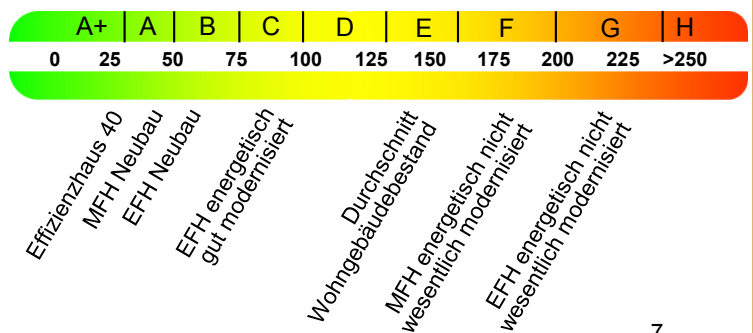 A+ A B C D E F G H
0 25 50 75 100 125 150 175 200 225 >250
Effizienzhaus 40
MFH Neubau
EFH Neubau
EFH energetisch
gut modernisiert
Durchschnitt
Wohngebäudebestand
MFH energetisch nicht
wesentlich modernisiert
EFH energetisch nicht
wesentlich modernisiert
7